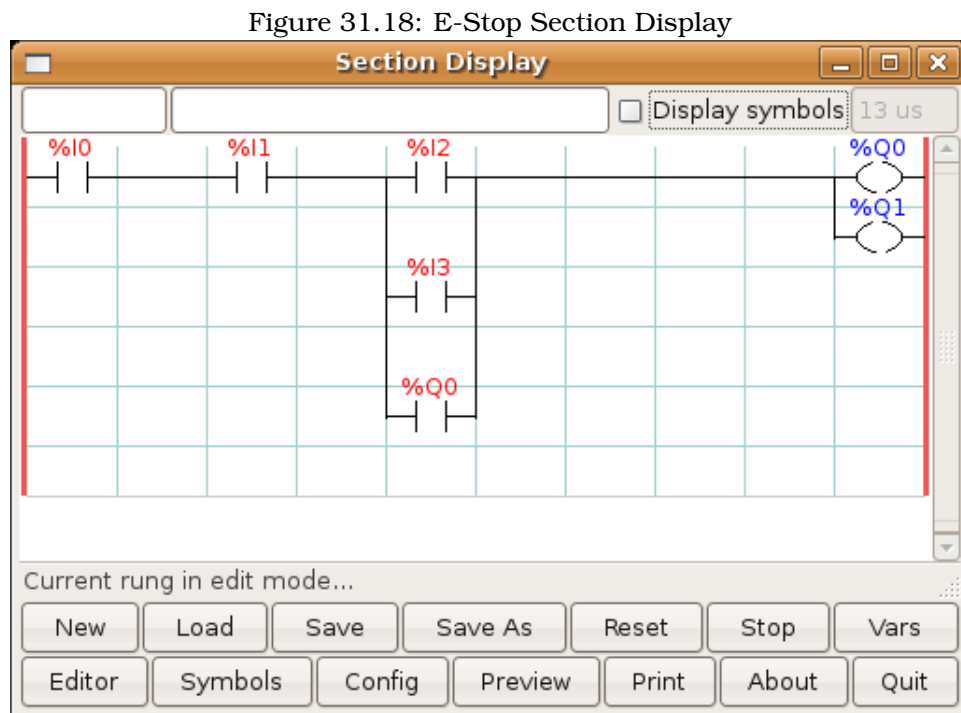 Figure 31.18: E-Stop Section Display
Section Display
Display symbols 13 us
%I0 %I1 %I2 %Q0
%Q1
%I3
%Q0
Current rung in edit mode...
New Load Save Save As Reset Stop Vars
Editor Symbols Config Preview Print About Quit